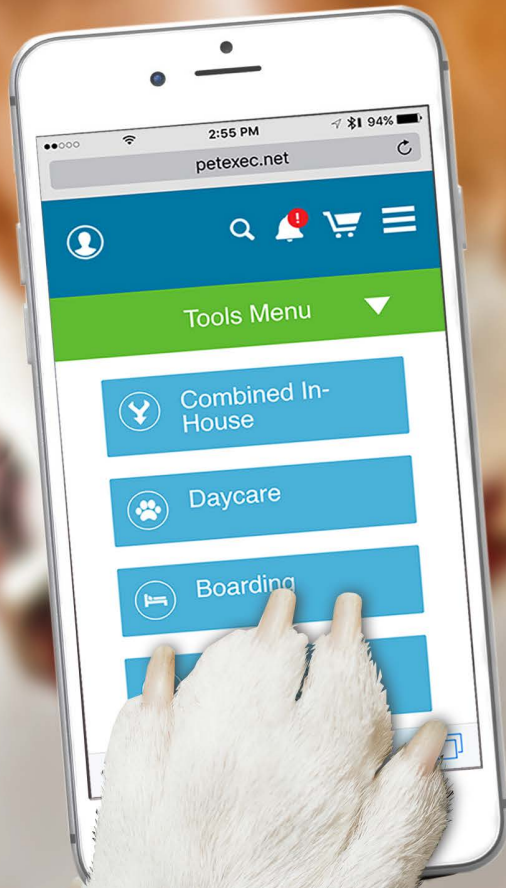 2:55 PM
94%
petexec.net
!
Tools Menu
Combined In-
House
Daycare
Boarding